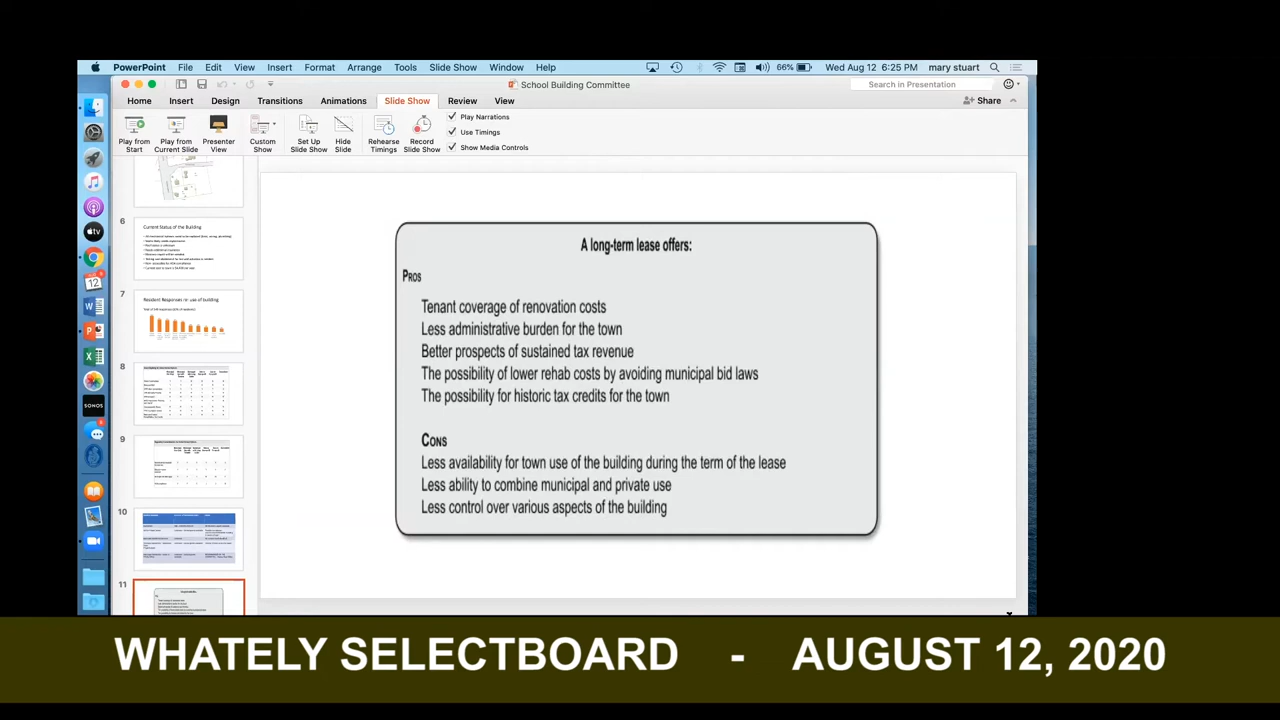 PowerPoint File Edit View Insert Format Arrange Tools Slide Show Window Help 66% Wed Aug 12 6:25 PM mary stuart
School Building Committee
Search in Presentation
Home Insert Design Transitions Animations Slide Show Review View
Share
Play from Start
Play from Current Slide
Presenter View
Custom Show
Set Up Slide Show
Hide Slide
Rehearse Timings
Record Slide Show
Play Narrations
Use Timings
Show Media Controls
6
Current Status of the Building
7
Resident Responses re: use of building
8
9
10
11
A long-term lease offers:
Pros
Tenant coverage of renovation costs
Less administrative burden for the town
Better prospects of sustained tax revenue
The possibility of lower rehab costs by avoiding municipal bid laws
The possibility for historic tax credits for the town
Cons
Less availability for town use of the building during the term of the lease
Less ability to combine municipal and private use
Less control over various aspects of the building
SONOS
WHATELY SELECTBOARD - AUGUST 12, 2020